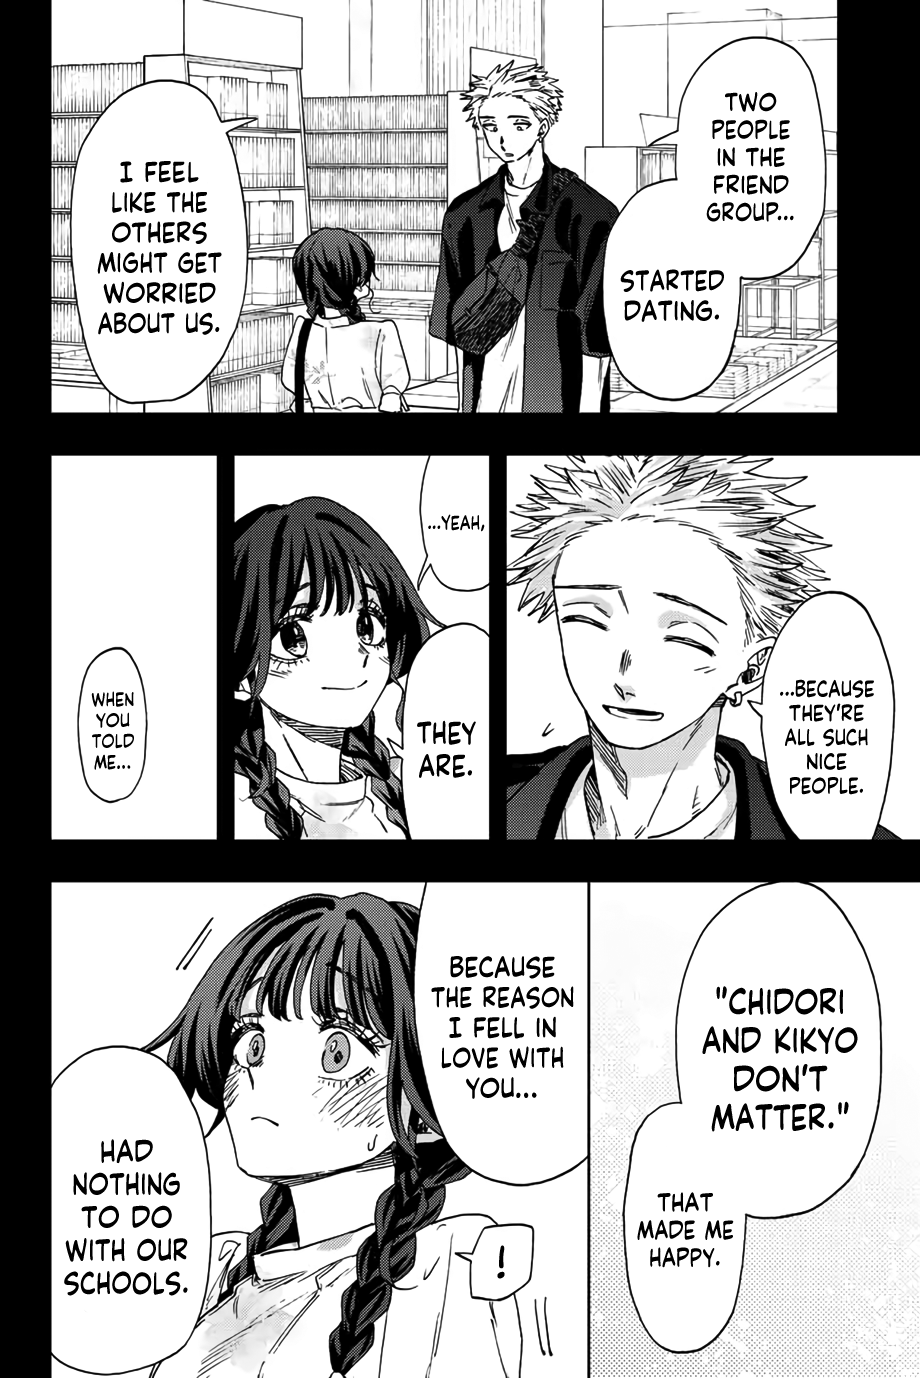 TWO
PEOPLE
IN THE
FRIEND
GROUP...
STARTED
DATING.
I FEEL
LIKE THE
OTHERS
MIGHT GET
WORRIED
ABOUT US.
...BECAUSE
THEY'RE
ALL SUCH
NICE
PEOPLE.
...YEAH,
THEY
ARE.
WHEN
YOU
TOLD
ME...
"CHIDORI
AND KIKYO
DON'T
MATTER."
THAT
MADE ME
HAPPY.
BECAUSE
THE REASON
I FELL IN
LOVE WITH
YOU...
!
HAD
NOTHING
TO DO
WITH OUR
SCHOOLS.